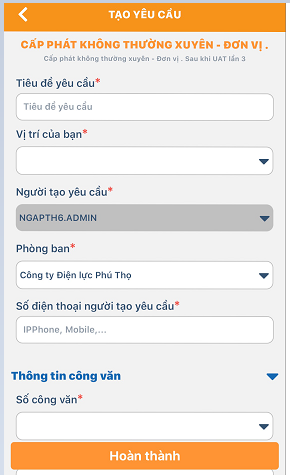 TẠO YÊU CẦU
CẤP PHÁT KHÔNG THƯỜNG XUYÊN - ĐƠN VỊ .
Cấp phát không thường xuyên - Đơn vị . Sau khi UAT lần 3
Tiêu đề yêu cầu*
Tiêu đề yêu cầu
Vị trí của bạn*
Người tạo yêu cầu*
NGAPTH6.ADMIN
Phòng ban*
Công ty Điện lực Phú Thọ
Số điện thoại người tạo yêu cầu*
IPPhone, Mobile,...
Thông tin công văn
Số công văn*
Hoàn thành